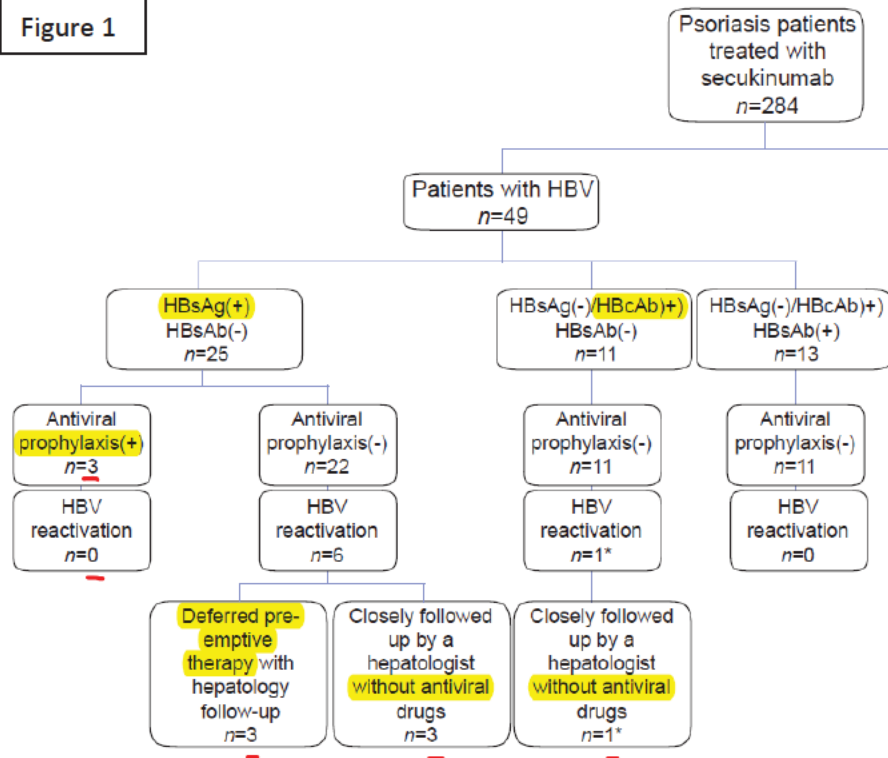 Figure 1
Psoriasis patients
treated with
secukinumab
n=284
Patients with HBV
n=49
HBsAg(+)
HBsAb(-)
n=25
HBsAg(-)/HBcAb)+)
HBsAb(-)
n=11
HBsAg(-)/HBcAb)+)
HBsAb(+)
n=13
Antiviral
prophylaxis(+)
n=3
Antiviral
prophylaxis(-)
n=22
Antiviral
prophylaxis(-)
n=11
Antiviral
prophylaxis(-)
n=11
HBV
reactivation
n=0
HBV
reactivation
n=6
HBV
reactivation
n=1*
HBV
reactivation
n=0
Deferred pre-
emptive
therapy with
hepatology
follow-up
n=3
Closely followed
up by a
hepatologist
without antiviral
drugs
n=3
Closely followed
up by a
hepatologist
without antiviral
drugs
n=1*